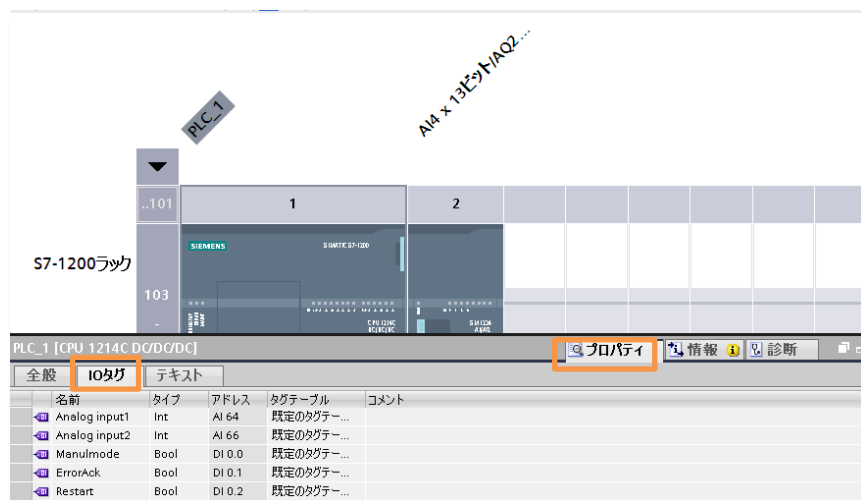 AI4 x 13ビット/AQ2...
PLC_1
..101 1 2
SIEMENS SIMATIC S7-1200
S7-1200ラック
103
CPU 1214C
DC/DC/DC
SM 1234
PLC_1 [CPU 1214C DC/DC/DC] プロパティ 情報 診断
全般 IOタグ テキスト
名前 タイプ アドレス タグテーブル コメント
Analog input1 Int AI 64 既定のタグテー...
Analog input2 Int AI 66 既定のタグテー...
Manulmode Bool DI 0.0 既定のタグテー...
ErrorAck Bool DI 0.1 既定のタグテー...
Restart Bool DI 0.2 既定のタグテー...